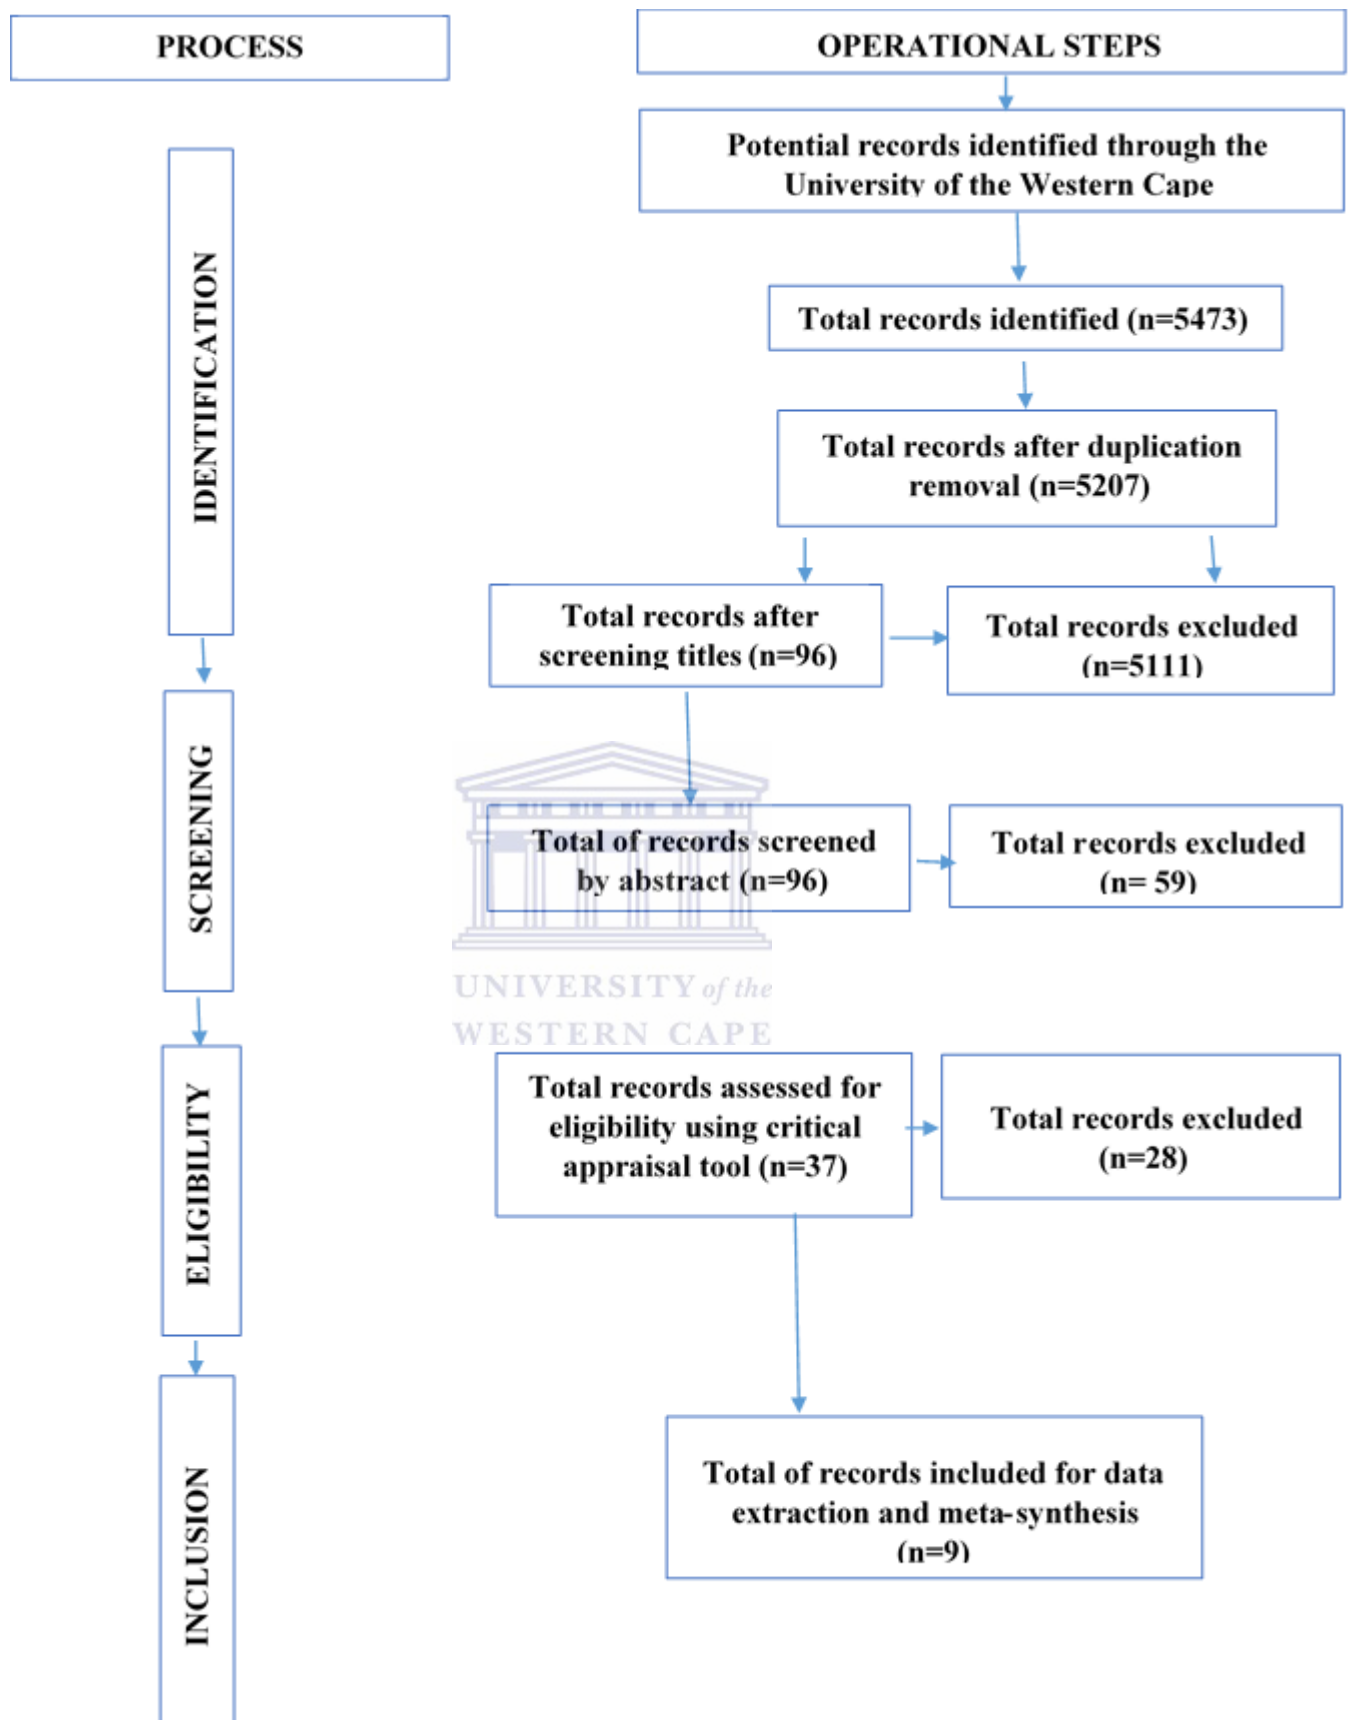 PROCESS
OPERATIONAL STEPS
Potential records identified through the
University of the Western Cape
IDENTIFICATION
Total records identified (n=5473)
Total records after duplication
removal (n=5207)
Total records after
screening titles (n=96)
Total records excluded
(n=5111)
SCREENING
Total of records screened
by abstract (n=96)
Total records excluded
(n= 59)
UNIVERSITY of the
WESTERN CAPE
ELIGIBILITY
Total records assessed for
eligibility using critical
appraisal tool (n=37)
Total records excluded
(n=28)
INCLUSION
Total of records included for data
extraction and meta-synthesis
(n=9)